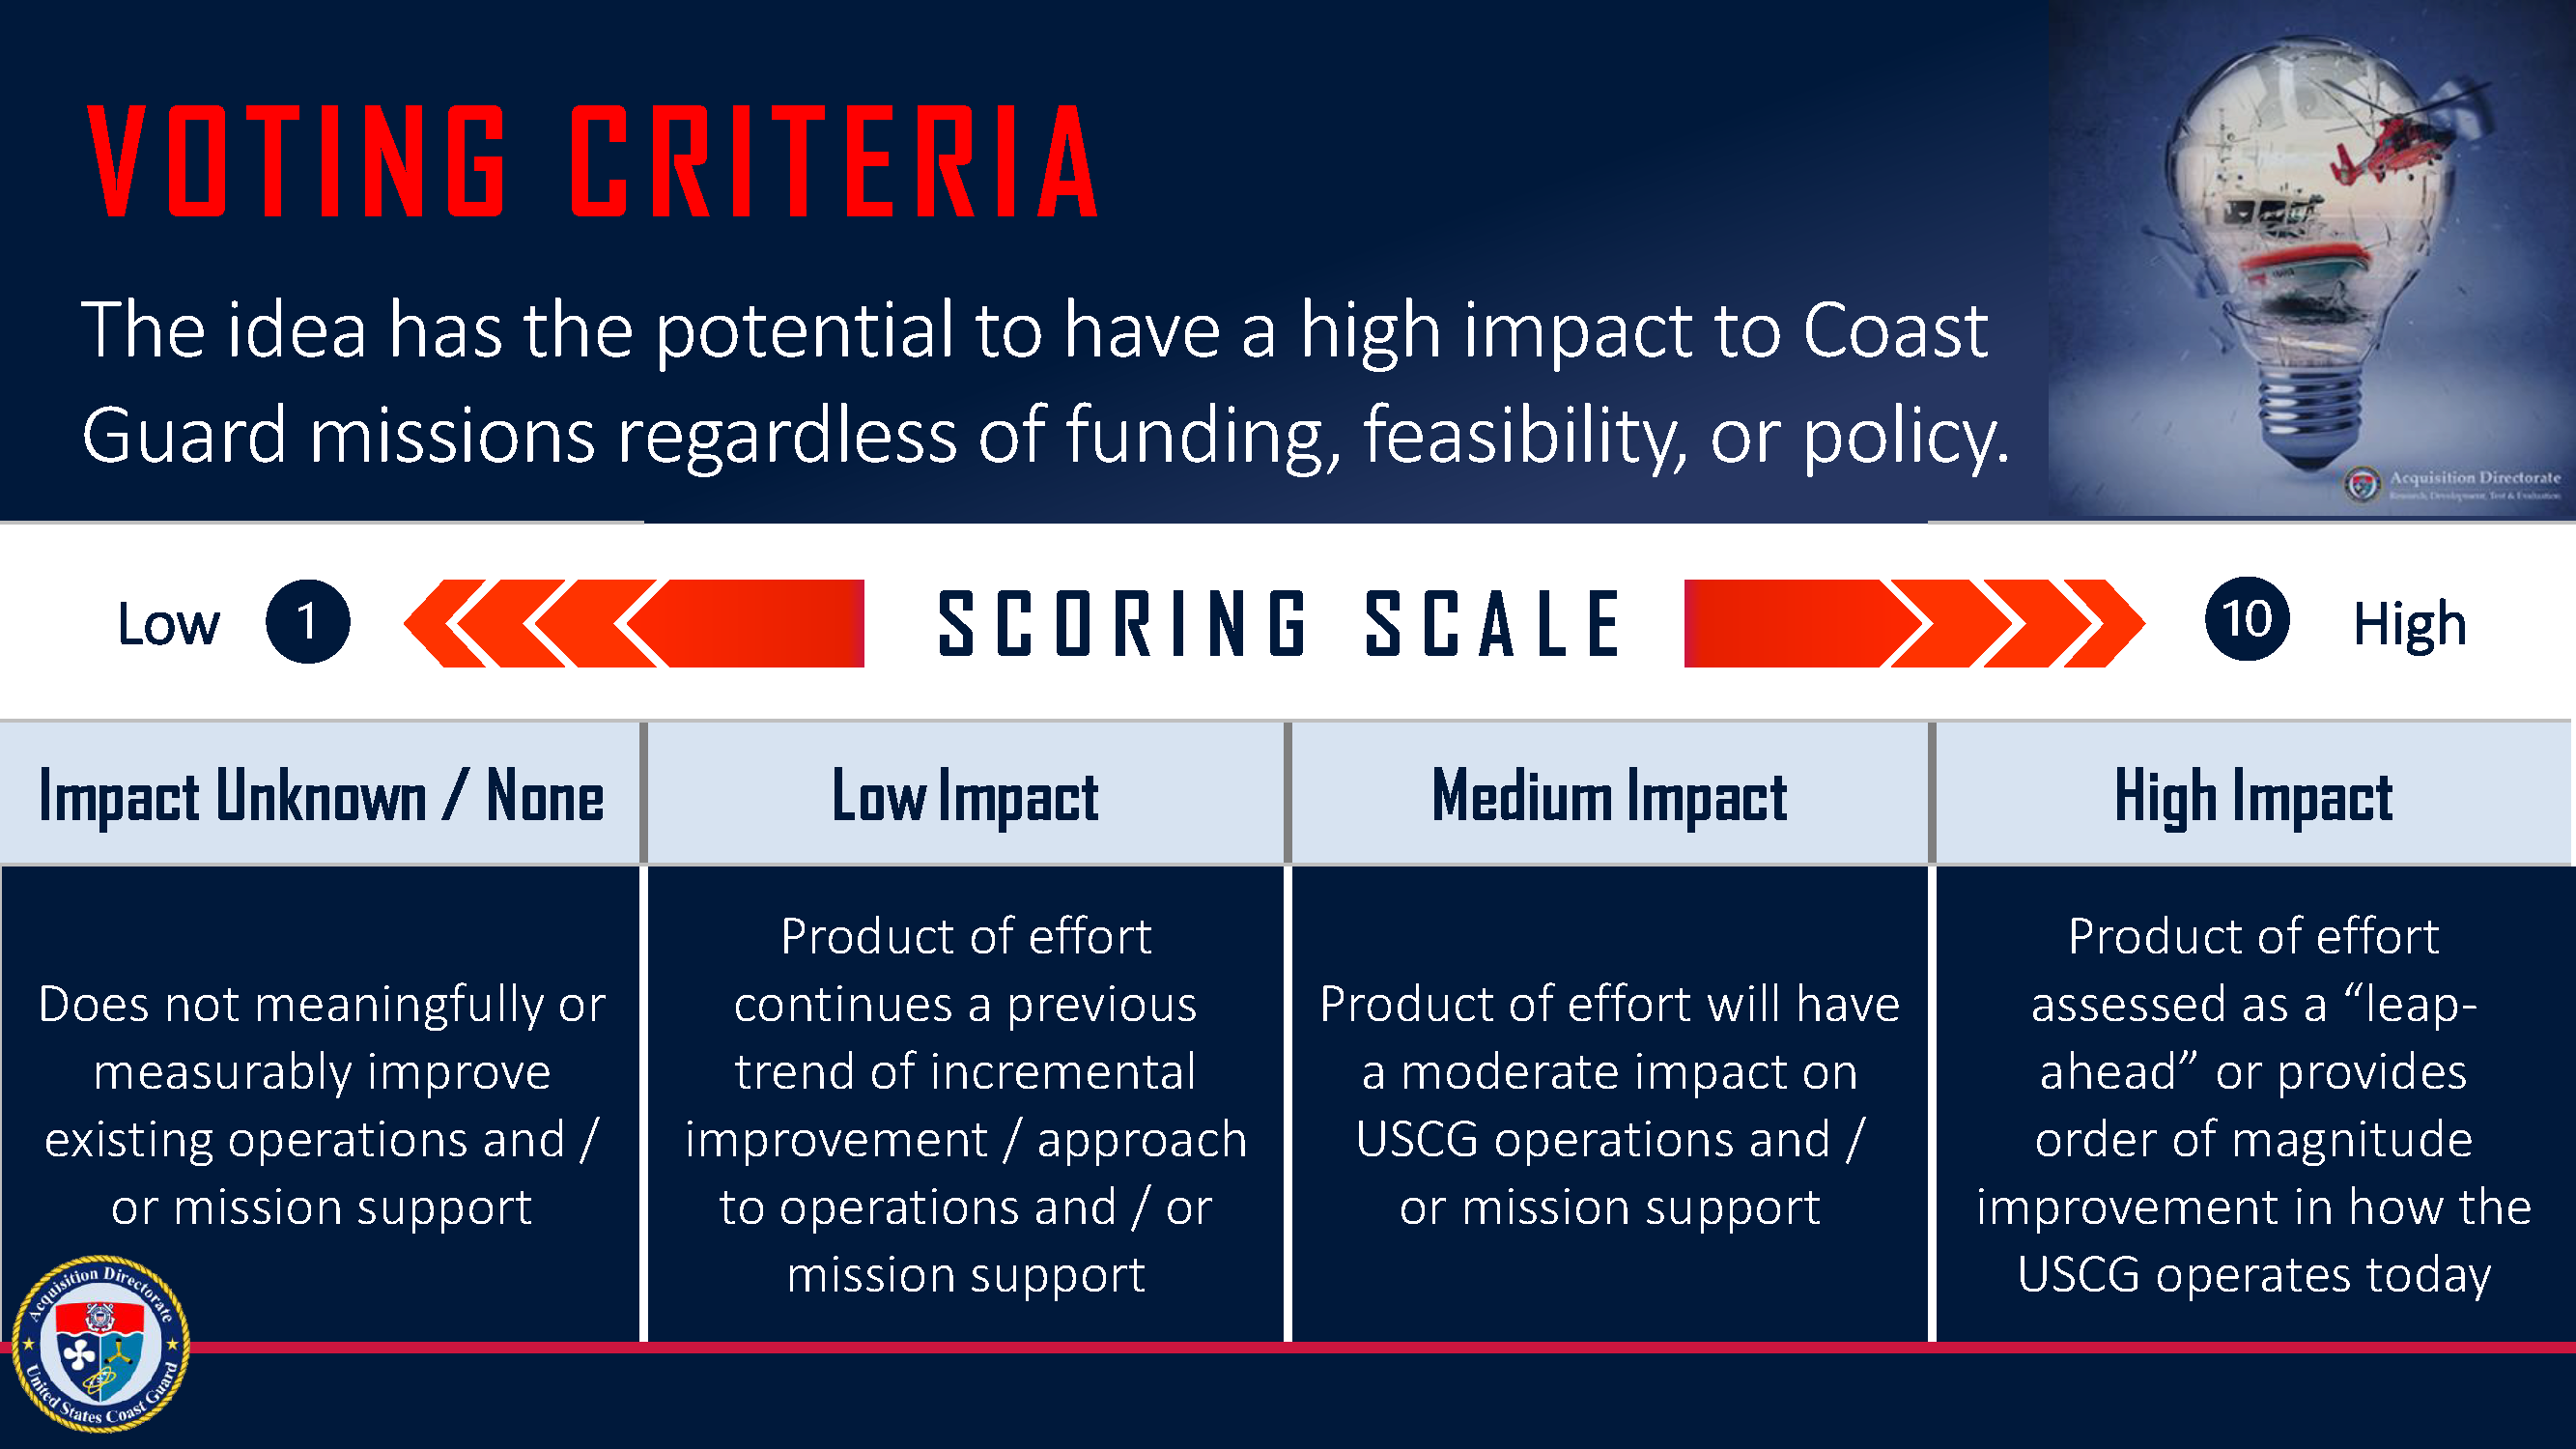 VOTING CRITERIA
The idea has the potential to have a high impact to Coast
Guard missions regardless of funding, feasibility, or policy.
Acquisition Directorate
Research, Development, Test & Evaluation
Low 1 SCORING SCALE 10 High
Impact Unknown / None
Low Impact
Medium Impact
High Impact
Does not meaningfully or
measurably improve
existing operations and /
or mission support
Product of effort
continues a previous
trend of incremental
improvement / approach
to operations and / or
mission support
Product of effort will have
a moderate impact on
USCG operations and /
or mission support
Product of effort
assessed as a “leap-
ahead” or provides
order of magnitude
improvement in how the
USCG operates today
Acquisition Directorate
United States Coast Guard